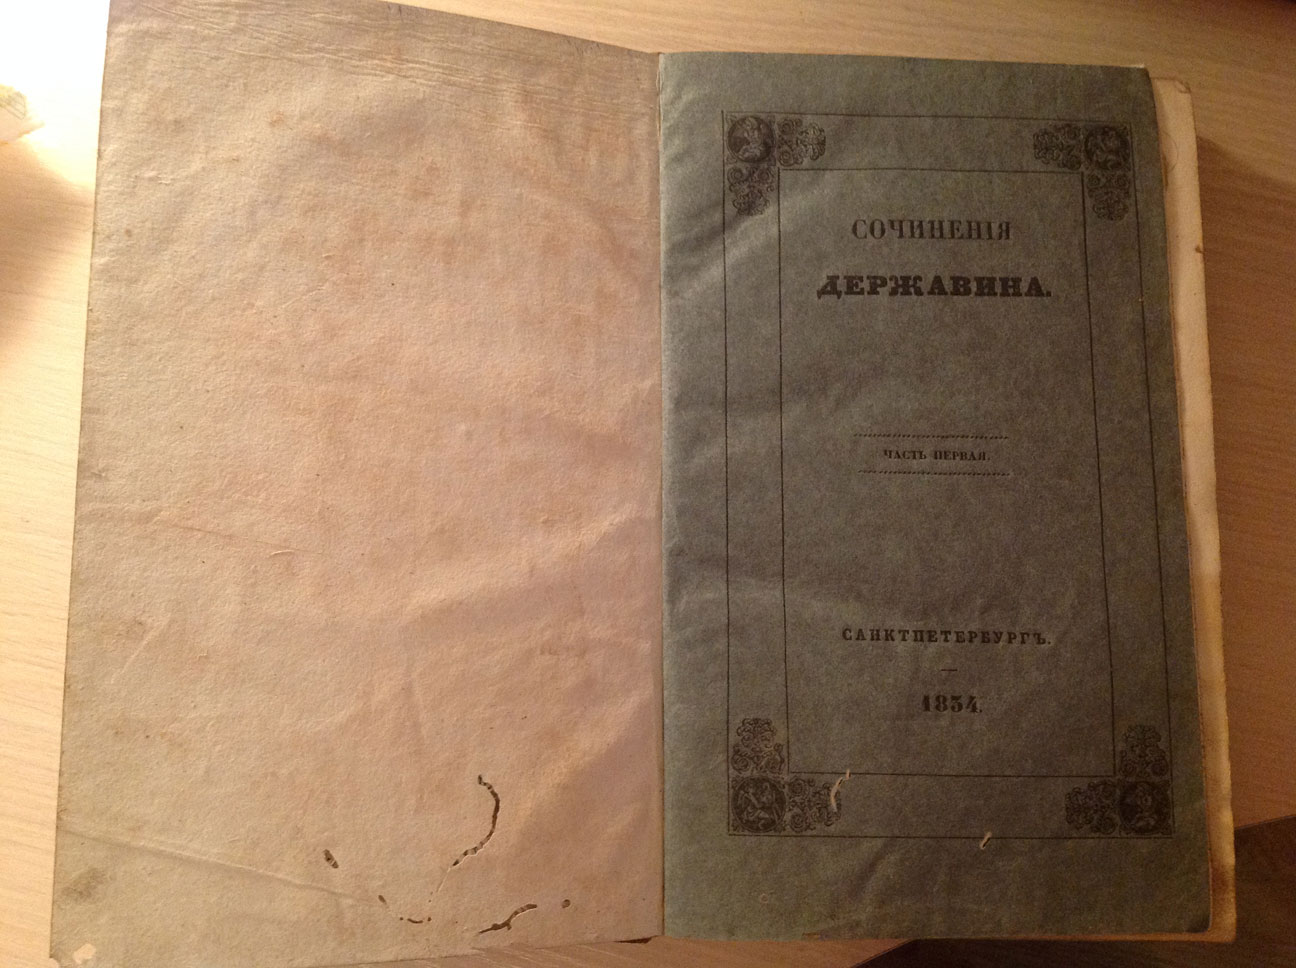 СОЧИНЕНІЯ
ДЕРЖАВИНА.
ЧАСТЬ ПЕРВАЯ.
САНКТПЕТЕРБУРГЪ.
—
1834.